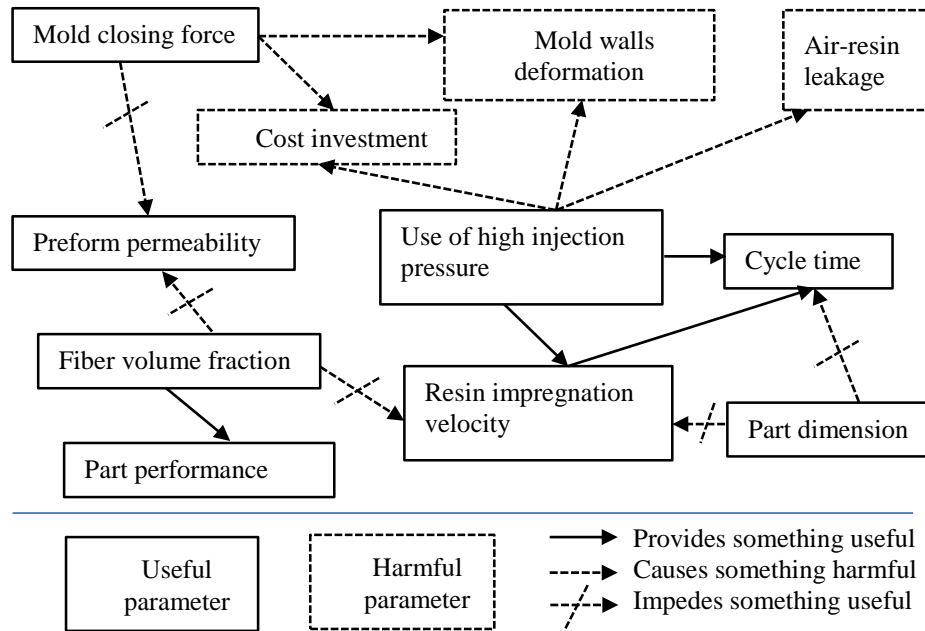 Mold closing force
Mold walls
deformation
Air-resin
leakage
Cost investment
Preform permeability
Use of high injection
pressure
Cycle time
Fiber volume fraction
Resin impregnation
velocity
Part dimension
Part performance
Useful
parameter
Harmful
parameter
Provides something useful
Causes something harmful
Impedes something useful